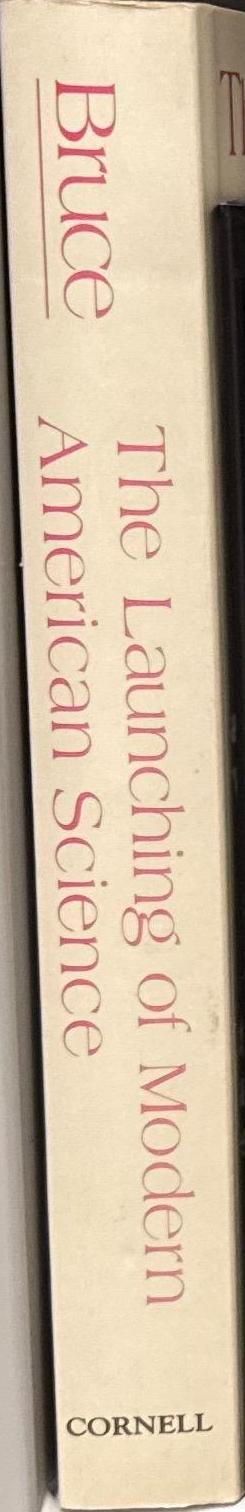 Bruce
The Launching of Modern
American Science
CORNELL